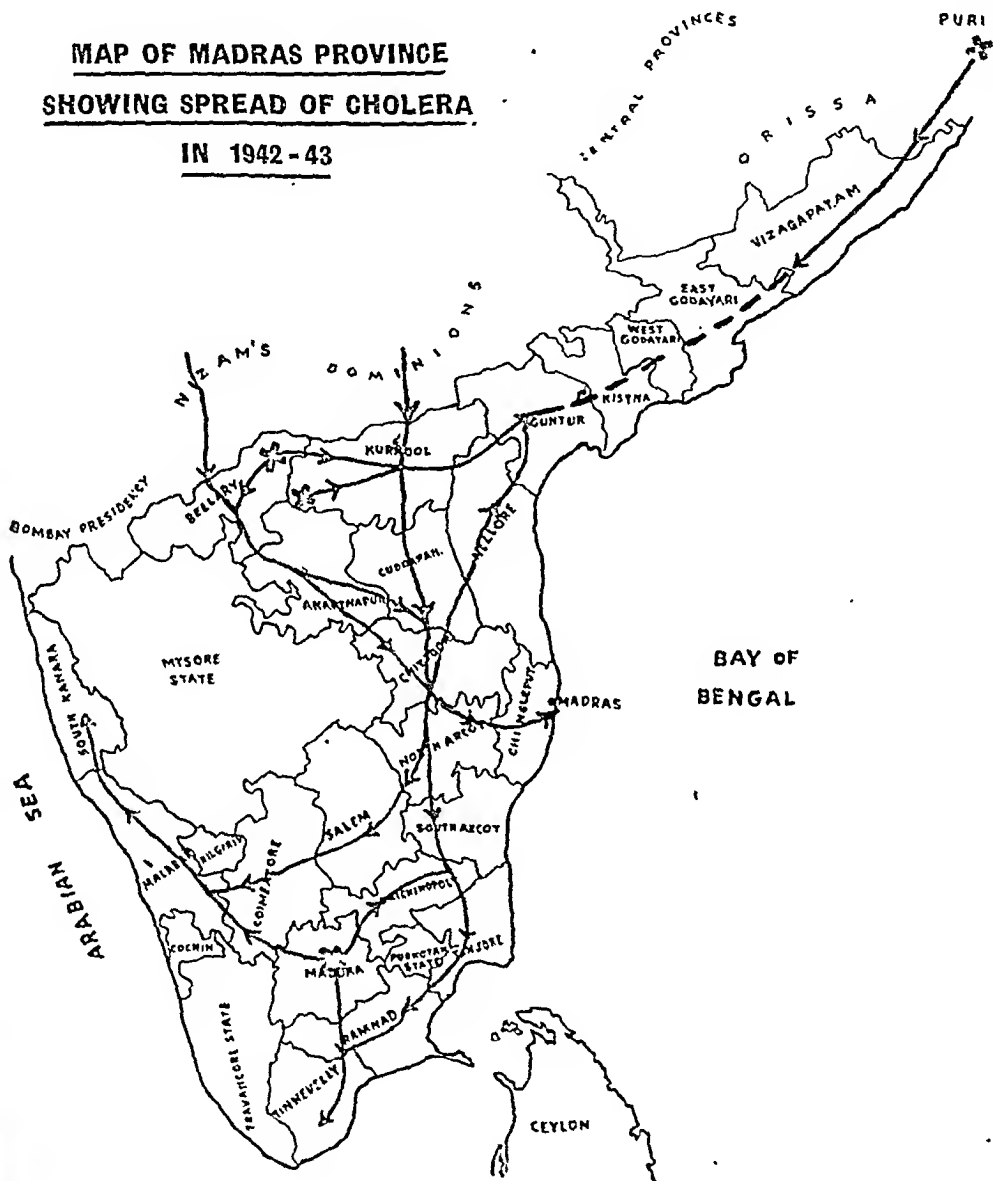 MAP OF MADRAS PROVINCE
SHOWING SPREAD OF CHOLERA
IN 1942-43
CENTRAL PROVINCES
PURI
ORISSA
VIZAGAPATAM
EAST
GODAVARI
WEST
GODAVARI
KISTNA
GUNTUR
NIZAM'S
DOMINIONS
KURNOOL
BELLARY
BOMBAY PRESIDENCY
NELLORE
CUDDAPAH.
ANANTHAPUR
CHITTOOR
MYSORE
STATE
SOUTH KANARA
BAY OF
BENGAL
MADRAS
CHINGLEPUT
NORTH ARCOT
SALEM
SOUTH ARCOT
ARABIAN SEA
MALABAR
NILGIRIS
COIMBATORE
TRICHINOPOLY
COCHIN
MADURA
STATE
TANJORE
RAMNAD
TRAVANCORE STATE
TINNEVELLY
CEYLON